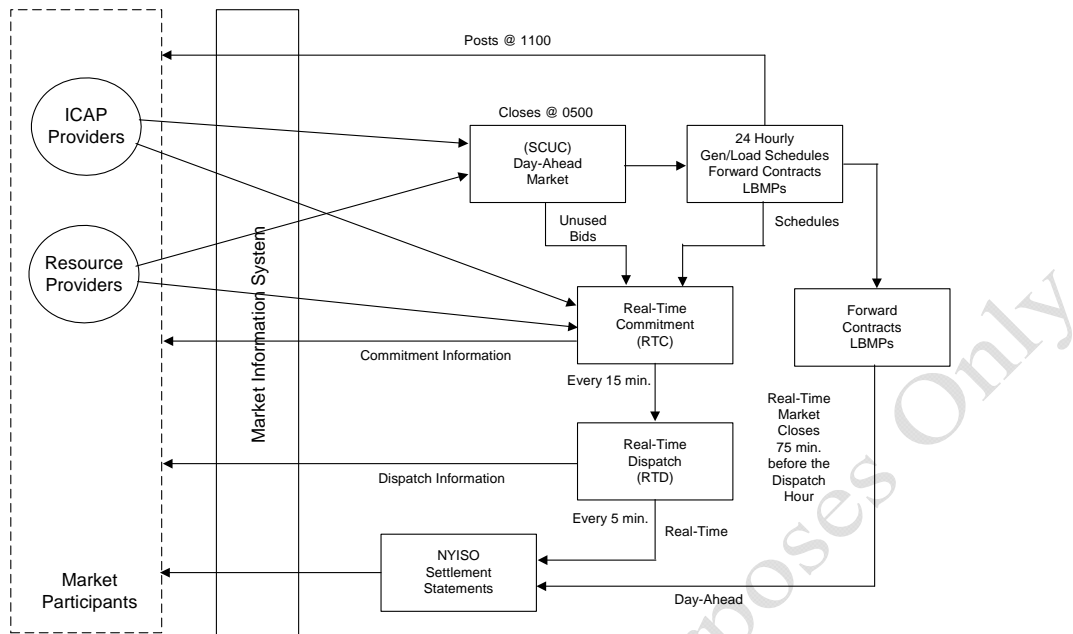 Posts @ 1100
ICAP
Providers
Closes @ 0500
(SCUC)
Day-Ahead
Market
24 Hourly
Gen/Load Schedules
Forward Contracts
LBMPs
Unused
Bids
Schedules
Resource
Providers
Market Information System
Real-Time
Commitment
(RTC)
Forward
Contracts
LBMPs
Commitment Information
Every 15 min.
Real-Time
Market
Closes
75 min.
before the
Dispatch
Hour
Real-Time
Dispatch
(RTD)
Dispatch Information
Every 5 min.
Real-Time
NYISO
Settlement
Statements
Market
Participants
Day-Ahead
Only